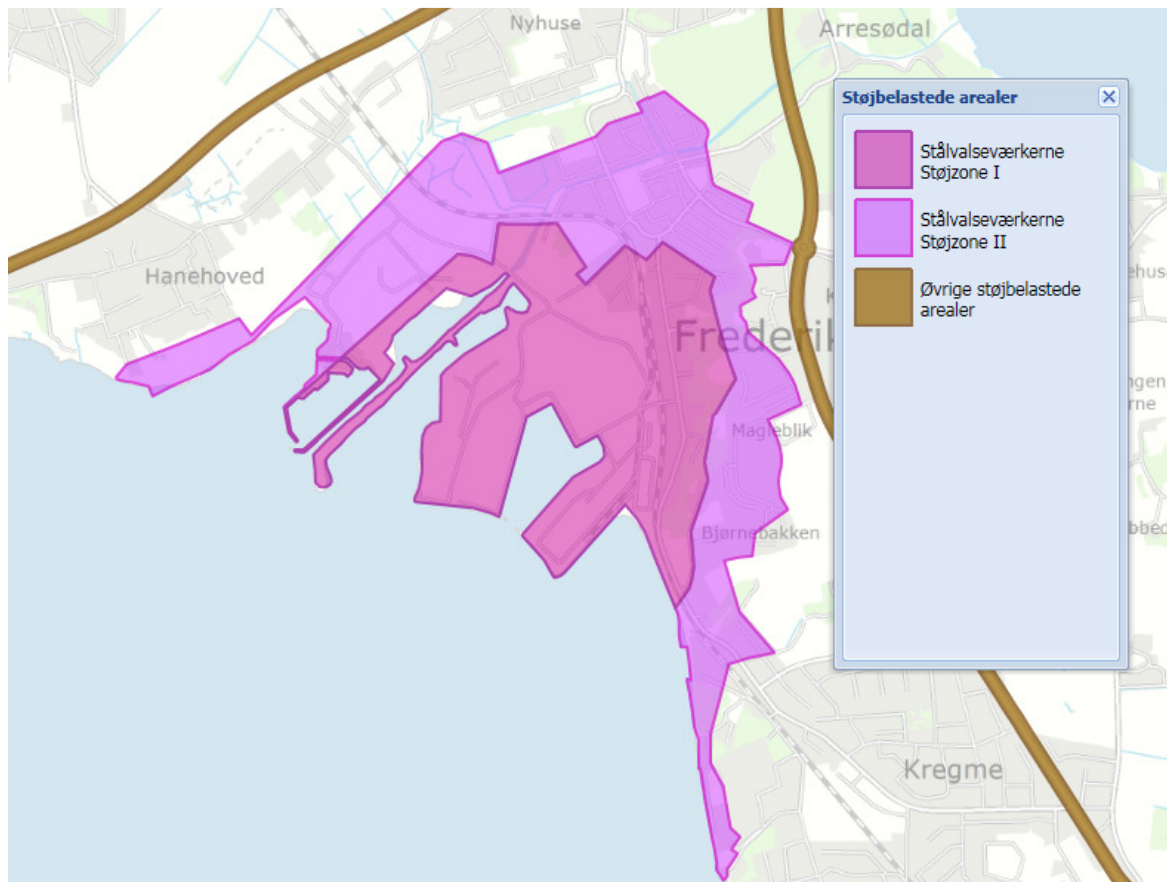 Nyhuse
Arresødal
Støjbelastede arealer
Stålvalseværkerne
Støjzone I
Stålvalseværkerne
Støjzone II
Øvrige støjbelastede
arealer
Hanehoved
Frederik
Magleblik
Bjørnebakken
Kregme